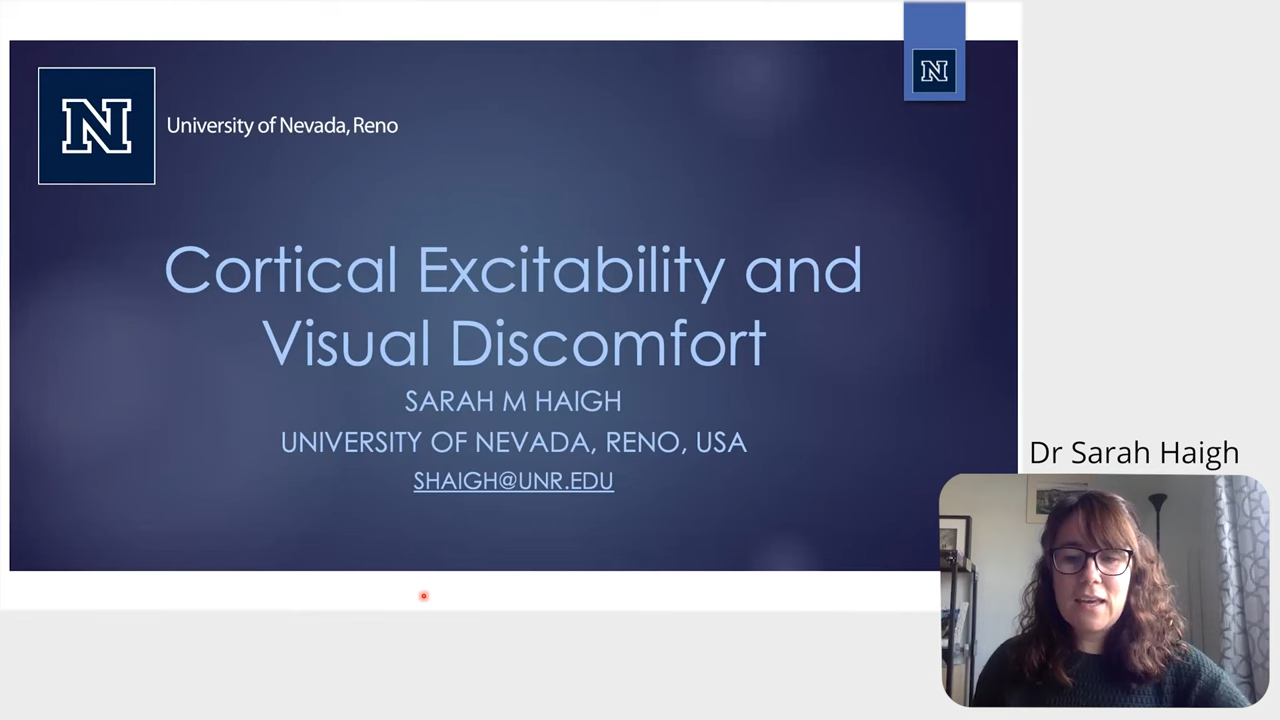 N
N
University of Nevada, Reno
Cortical Excitability and
Visual Discomfort
SARAH M HAIGH
UNIVERSITY OF NEVADA, RENO, USA
SHAIGH@UNR.EDU
Dr Sarah Haigh